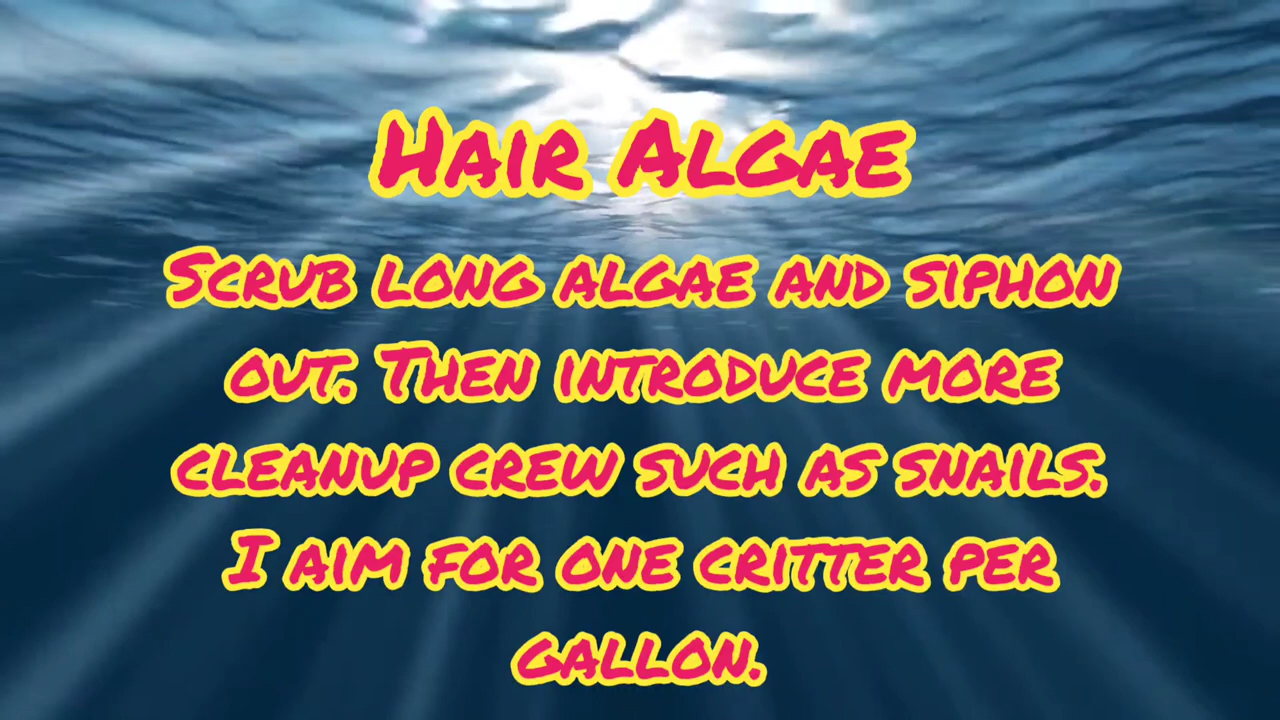 Hair Algae
Scrub long algae and siphon
out. Then introduce more
cleanup crew such as snails.
I aim for one critter per
gallon.